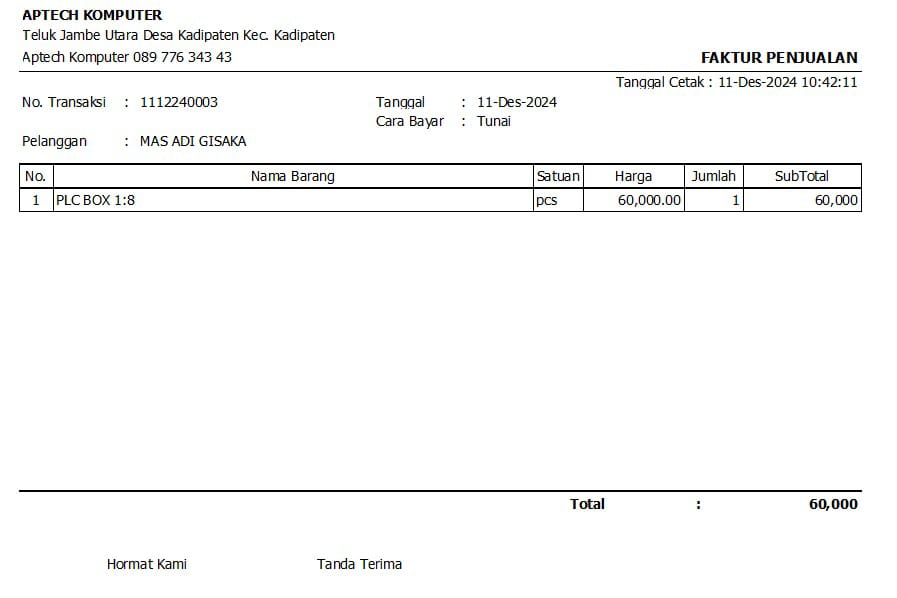 APTECH KOMPUTER
Teluk Jambe Utara Desa Kadipaten Kec. Kadipaten
Aptech Komputer 089 776 343 43
FAKTUR PENJUALAN
Tanggal Cetak : 11-Des-2024 10:42:11
No. Transaksi : 1112240003 Tanggal : 11-Des-2024
Cara Bayar : Tunai
Pelanggan : MAS ADI GISAKA
No. Nama Barang Satuan Harga Jumlah SubTotal
1 PLC BOX 1:8 pcs 60,000.00 1 60,000
Total : 60,000
Hormat Kami Tanda Terima